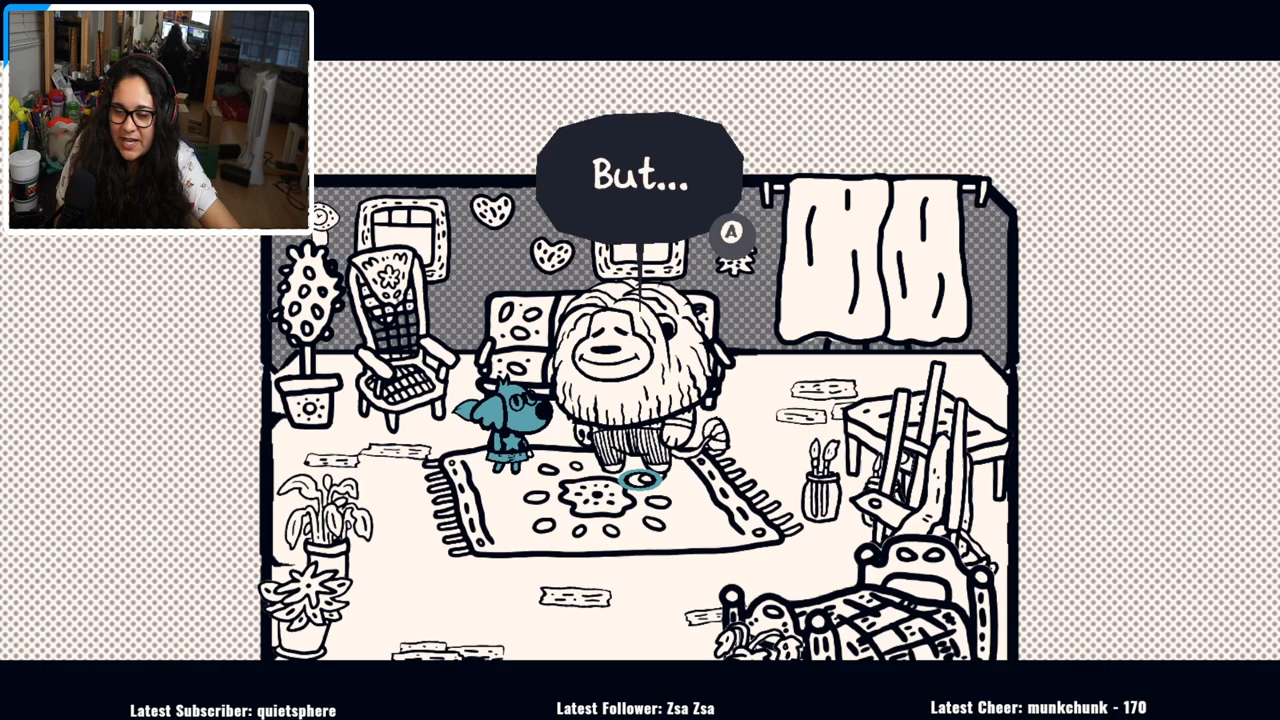 But...
A
Latest Subscriber: quietsphere
Latest Follower: Zsa Zsa
Latest Cheer: munkchunk - 170